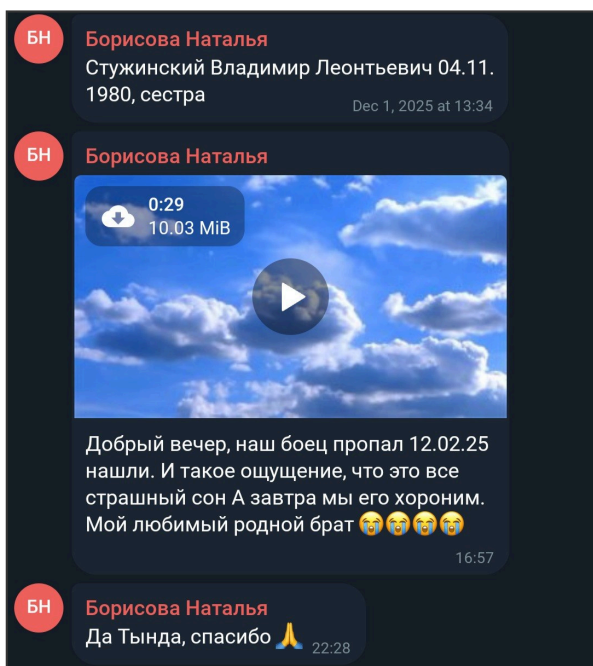 БН
Борисова Наталья
Стужинский Владимир Леонтьевич 04.11.
1980, сестра
Dec 1, 2025 at 13:34
БН
Борисова Наталья
0:29
10.03 MiB
Добрый вечер, наш боец пропал 12.02.25
нашли. И такое ощущение, что это все
страшный сон А завтра мы его хороним.
Мой любимый родной брат 😭😭😭😭
16:57
БН
Борисова Наталья
Да Тында, спасибо 🙏 22:28